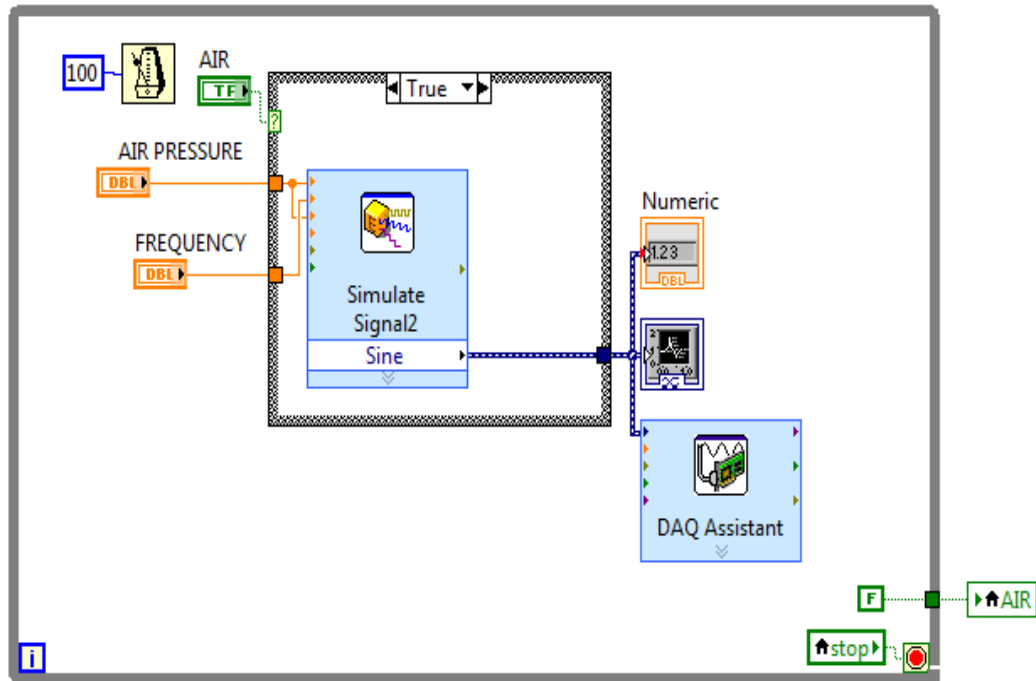 100
AIR
TF
True
?
AIR PRESSURE
DBL
FREQUENCY
DBL
Simulate
Signal2
Sine
Numeric
1.23
DBL
DAQ Assistant
F
AIR
stop
i